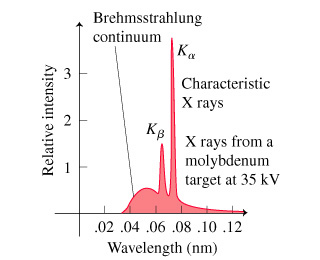 Brehmsstrahlung
continuum
Kα
Characteristic
X rays
Kβ
X rays from a
molybdenum
target at 35 kV
Relative intensity
3
2
1
.02 .04 .06 .08 .10 .12
Wavelength (nm)